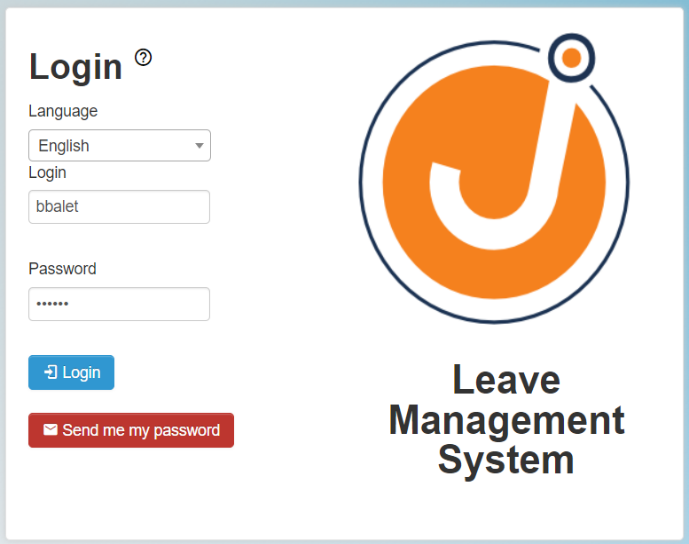 Login
Language
English
Login
bbalet
Password
••••••
Login
Send me my password
Leave
Management
System